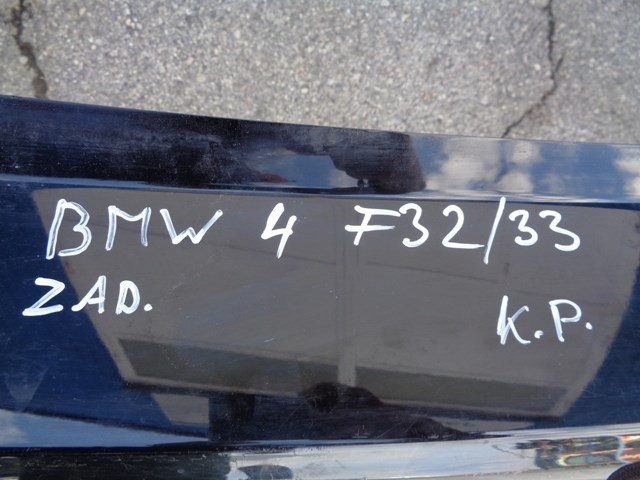 BMW 4 F32/33
ZAD. K.P.